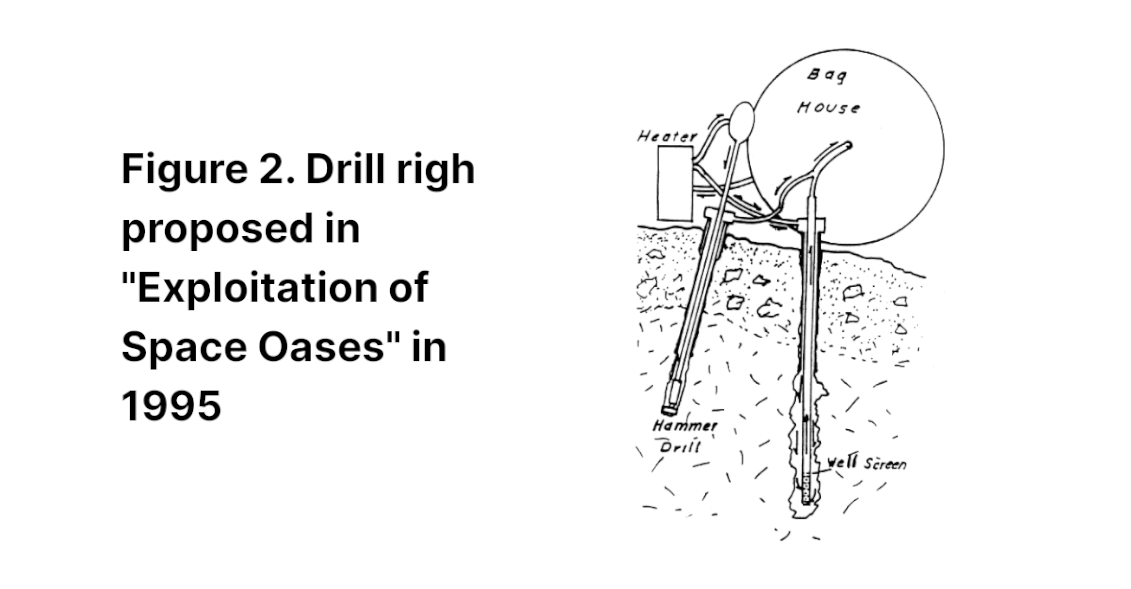 Figure 2. Drill righ
proposed in
"Exploitation of
Space Oases" in
1995
Bag
House
Heater
Hammer
Drill
Well Screen